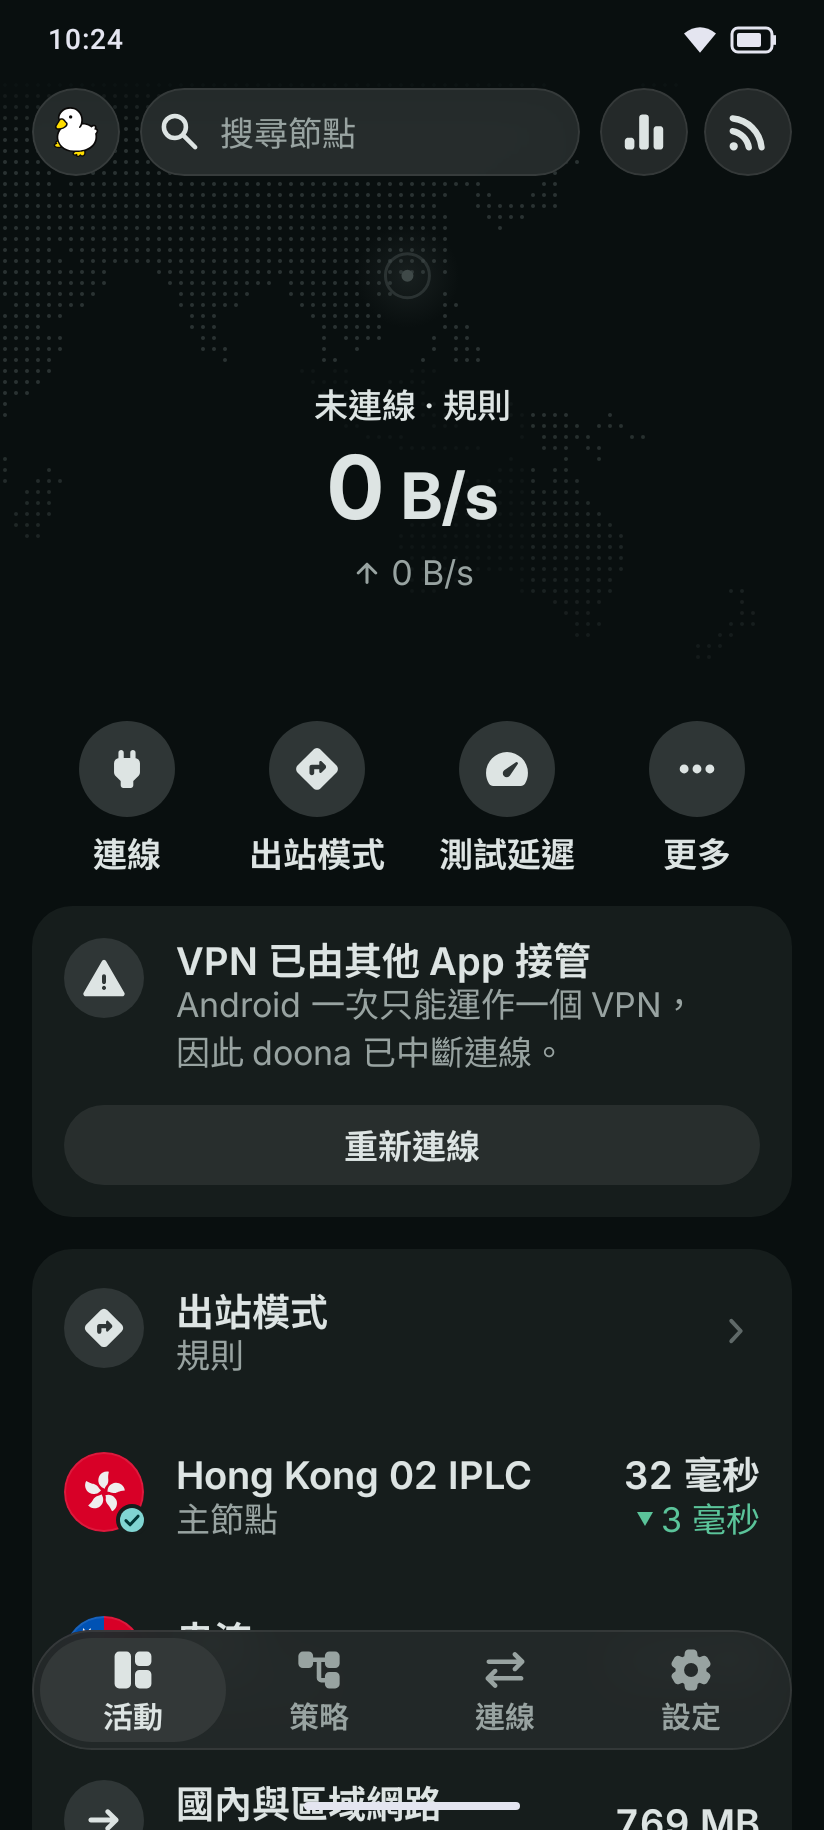 10:24
搜尋節點
未連線 · 規則
0 B/s
↑ 0 B/s
連線
出站模式
測試延遲
更多
VPN 已由其他 App 接管
Android 一次只能運作一個 VPN，
因此 doona 已中斷連線。
重新連線
出站模式
規則
Hong Kong 02 IPLC
32 毫秒
主節點
▼3 毫秒
活動
策略
連線
設定
國內與區域網路
769 MB